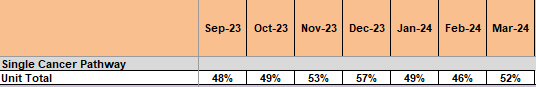 Sep-23 Oct-23 Nov-23 Dec-23 Jan-24 Feb-24 Mar-24
Single Cancer Pathway
Unit Total 48% 49% 53% 57% 49% 46% 52%